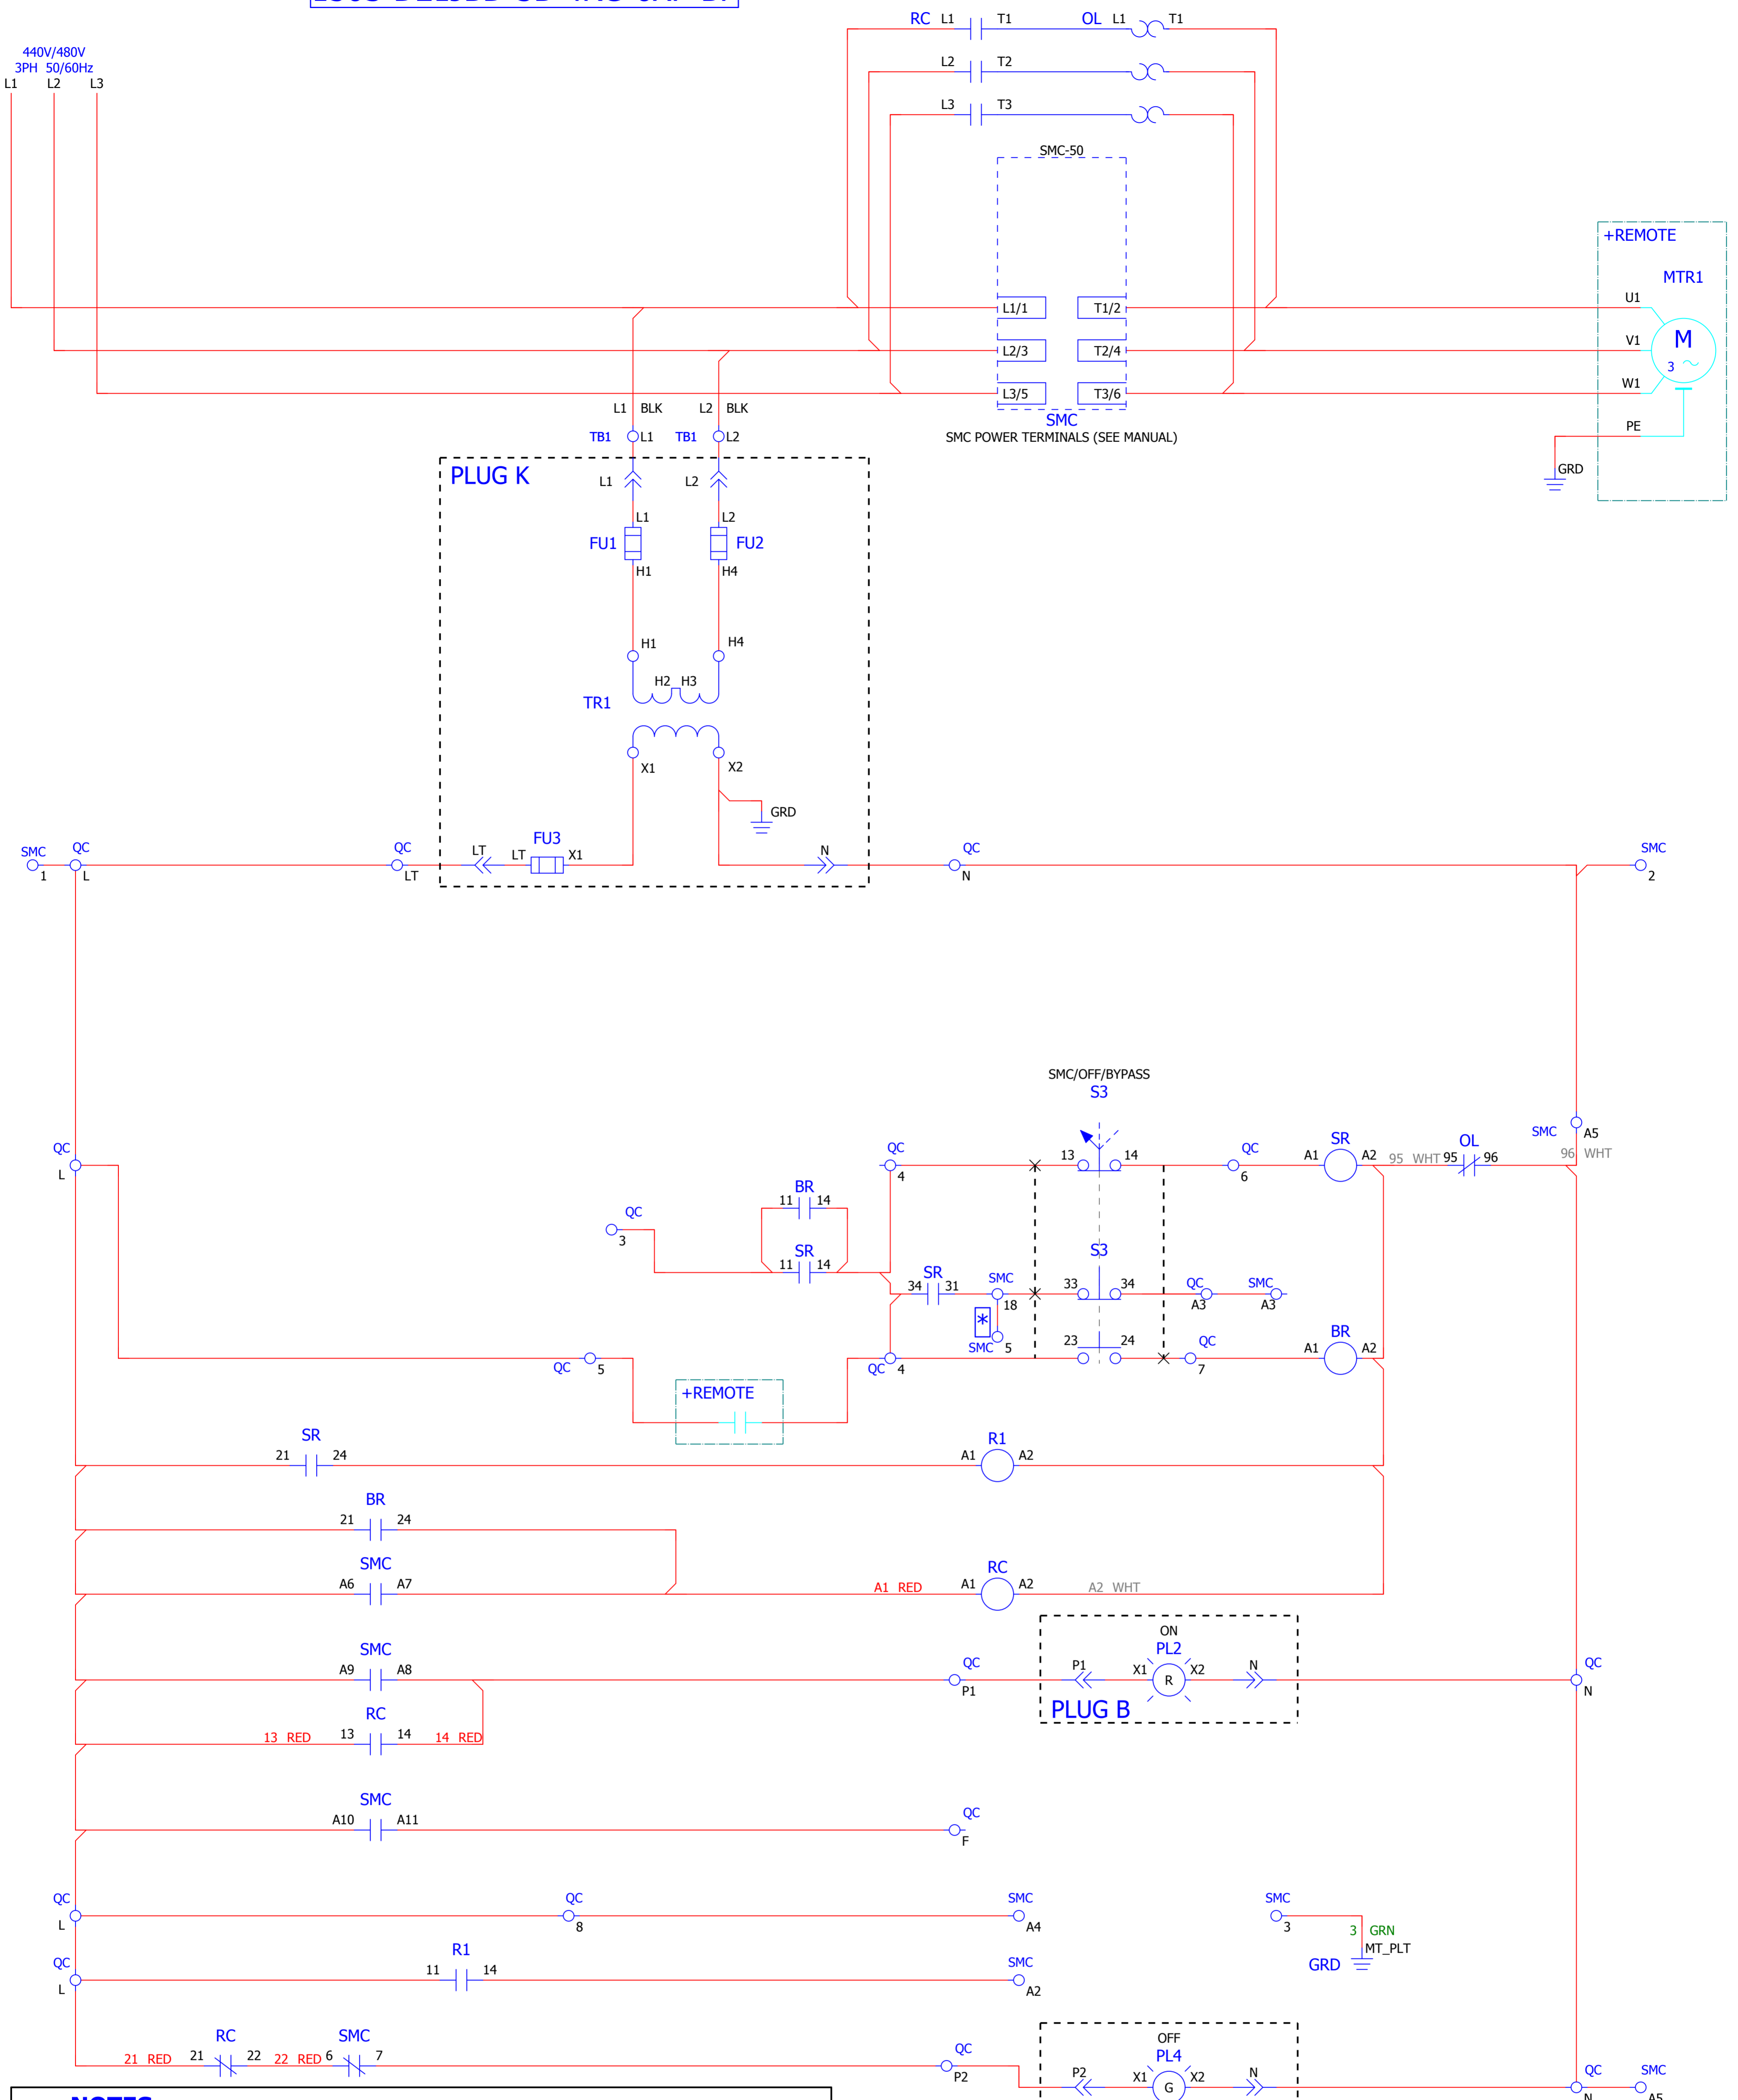 RC L1 T1 OL L1 T1
440V/480V
3PH 50/60Hz
L1 L2 L3
L2 T2
L3 T3
SMC-50
+REMOTE
MTR1
L1/1 T1/2 U1
L2/3 T2/4 V1 M
3
L3/5 T3/6 W1
L1 BLK L2 BLK
SMC
PE
TB1 L1 TB1 L2
SMC POWER TERMINALS (SEE MANUAL)
PLUG K
L1 L2
GRD
L1 L2
FU1 FU2
H1 H4
H1 H4
H2 H3
TR1
X1 X2
GRD
SMC QC QC LT LT FU3 X1 N QC SMC
1 L LT N 2
SMC/OFF/BYPASS
S3
SMC A5
QC QC 13 14 QC A1 SR A2 95 WHT 95 OL 96 96 WHT
L 4 6
BR
11 14
QC
3
SR
11 14
S3
SR
34 31 SMC 33 34 QC SMC
18 A3 A3
*
SMC 5 23 24 QC BR
A1 A2
QC 5 QC 4 7
+REMOTE
SR R1
21 24 A1 A2
BR
21 24
SMC RC
A6 A7 A1 RED A1 A2 A2 WHT
ON
SMC QC PL2 QC
A9 A8 P1 X1 R X2 N
P1 N
PLUG B
RC
13 RED 13 14 14 RED
SMC
A10 A11 QC
F
QC QC SMC SMC
L 8 A4 3
3 GRN
MT_PLT
GRD
QC R1 SMC
11 14
L A2
OFF
RC SMC QC PL4
21 RED 21 22 22 RED 6 7
P2 P2 X1 G X2 N QC SMC